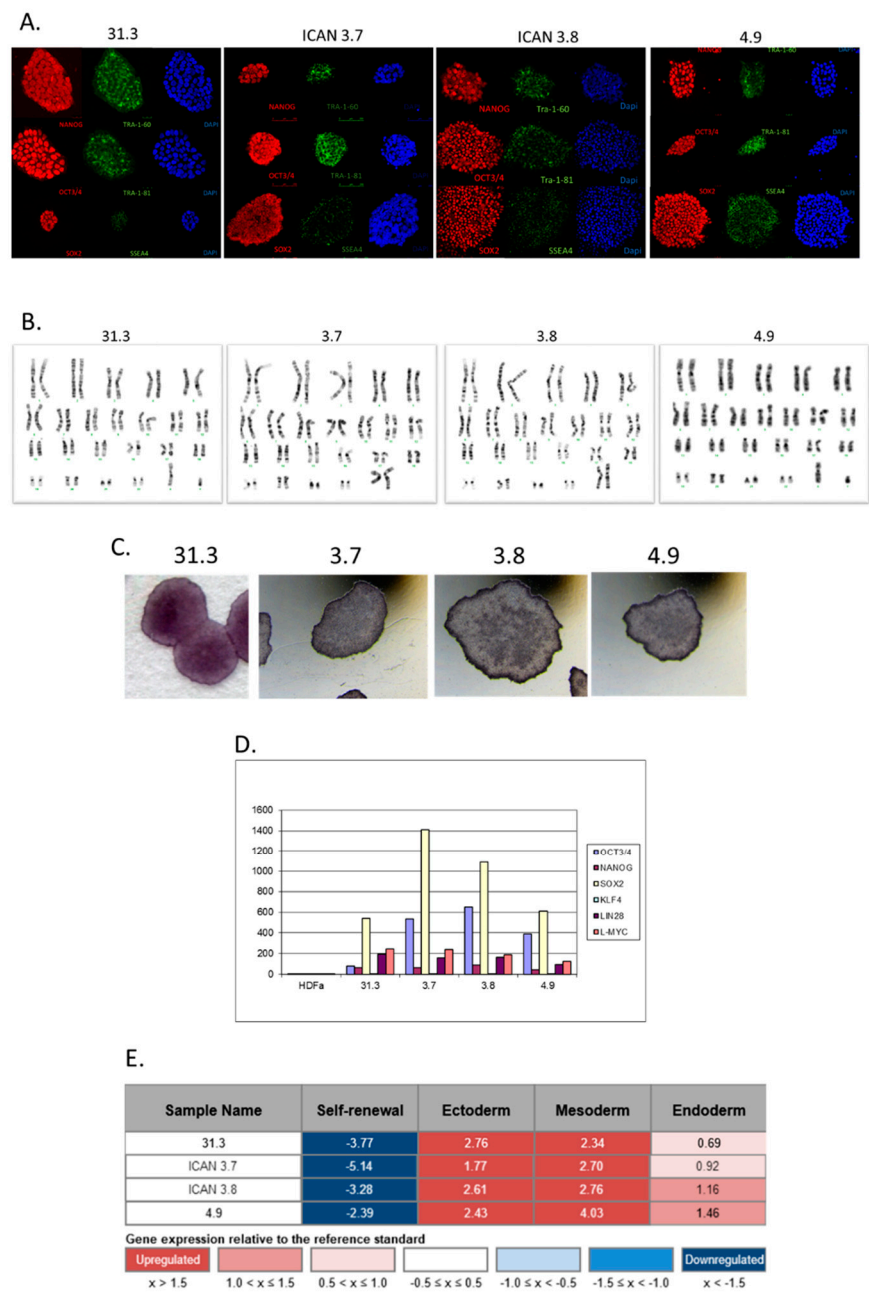 A.
31.3 ICAN 3.7 ICAN 3.8 4.9
NANOG TRA-1-60 DAPI
OCT3/4 TRA-1-81 DAPI
SOX2 SSEA4 DAPI
NANOG TRA-1-60
OCT3/4 TRA-1-81
SOX2 SSEA4
NANOG Tra-1-60 Dapi
OCT3/4 Tra-1-81 Dapi
SOX2 SSEA4 Dapi
NANOG TRA-1-60 DAPI
OCT3/4 TRA-1-81 DAPI
SOX2 SSEA4 DAPI
B.
31.3 3.7 3.8 4.9
C.
31.3 3.7 3.8 4.9
D.
1600
1400
1200
1000
800
600
400
200
0
HDFa 31.3 3.7 3.8 4.9
OCT3/4
NANOG
SOX2
KLF4
LIN28
L-MYC
E.
Sample Name Self-renewal Ectoderm Mesoderm Endoderm
31.3 -3.77 2.76 2.34 0.69
ICAN 3.7 -5.14 1.77 2.70 0.92
ICAN 3.8 -3.28 2.61 2.76 1.16
4.9 -2.39 2.43 4.03 1.46
Gene expression relative to the reference standard
Upregulated Downregulated
x > 1.5 1.0 < x ≤ 1.5 0.5 < x ≤ 1.0 -0.5 ≤ x ≤ 0.5 -1.0 ≤ x < -0.5 -1.5 ≤ x < -1.0 x < -1.5